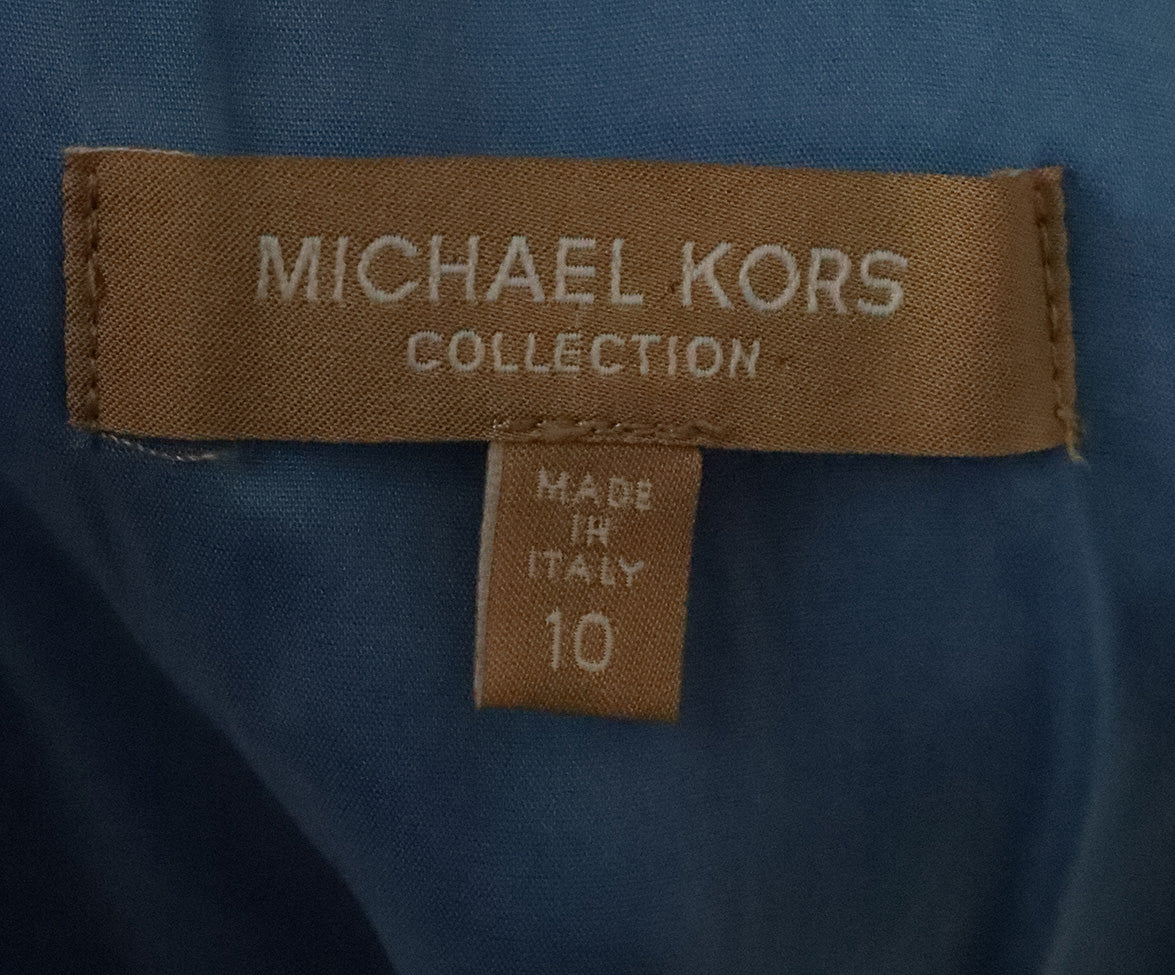 MICHAEL KORS
COLLECTION
MADE
IN
ITALY
10